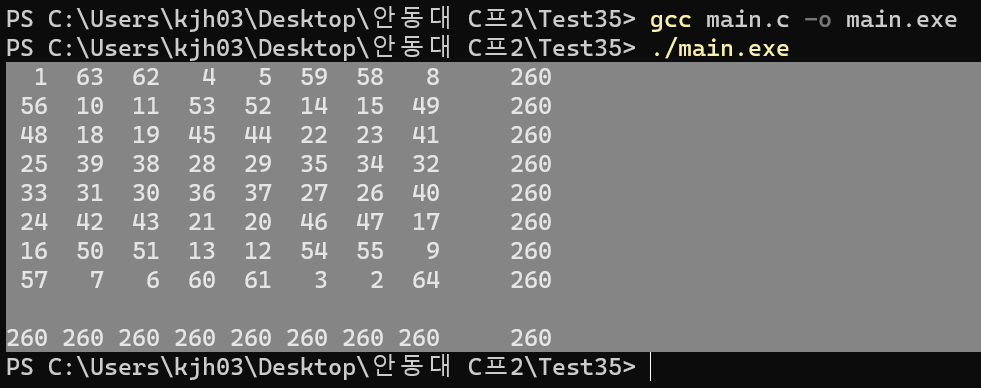 PS C:\Users\kjh03\Desktop\안동대 C프2\Test35> gcc main.c -o main.exe
PS C:\Users\kjh03\Desktop\안동대 C프2\Test35> ./main.exe
  1  63  62   4   5  59  58   8     260
 56  10  11  53  52  14  15  49     260
 48  18  19  45  44  22  23  41     260
 25  39  38  28  29  35  34  32     260
 33  31  30  36  37  27  26  40     260
 24  42  43  21  20  46  47  17     260
 16  50  51  13  12  54  55   9     260
 57   7   6  60  61   3   2  64     260

260 260 260 260 260 260 260 260     260
PS C:\Users\kjh03\Desktop\안동대 C프2\Test35>